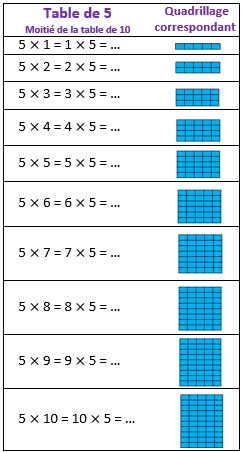 Table de 5
Moitié de la table de 10
Quadrillage
correspondant
5 × 1 = 1 × 5 = ...
5 × 2 = 2 × 5 = ...
5 × 3 = 3 × 5 = ...
5 × 4 = 4 × 5 = ...
5 × 5 = 5 × 5 = ...
5 × 6 = 6 × 5 = ...
5 × 7 = 7 × 5 = ...
5 × 8 = 8 × 5 = ...
5 × 9 = 9 × 5 = ...
5 × 10 = 10 × 5 = ...